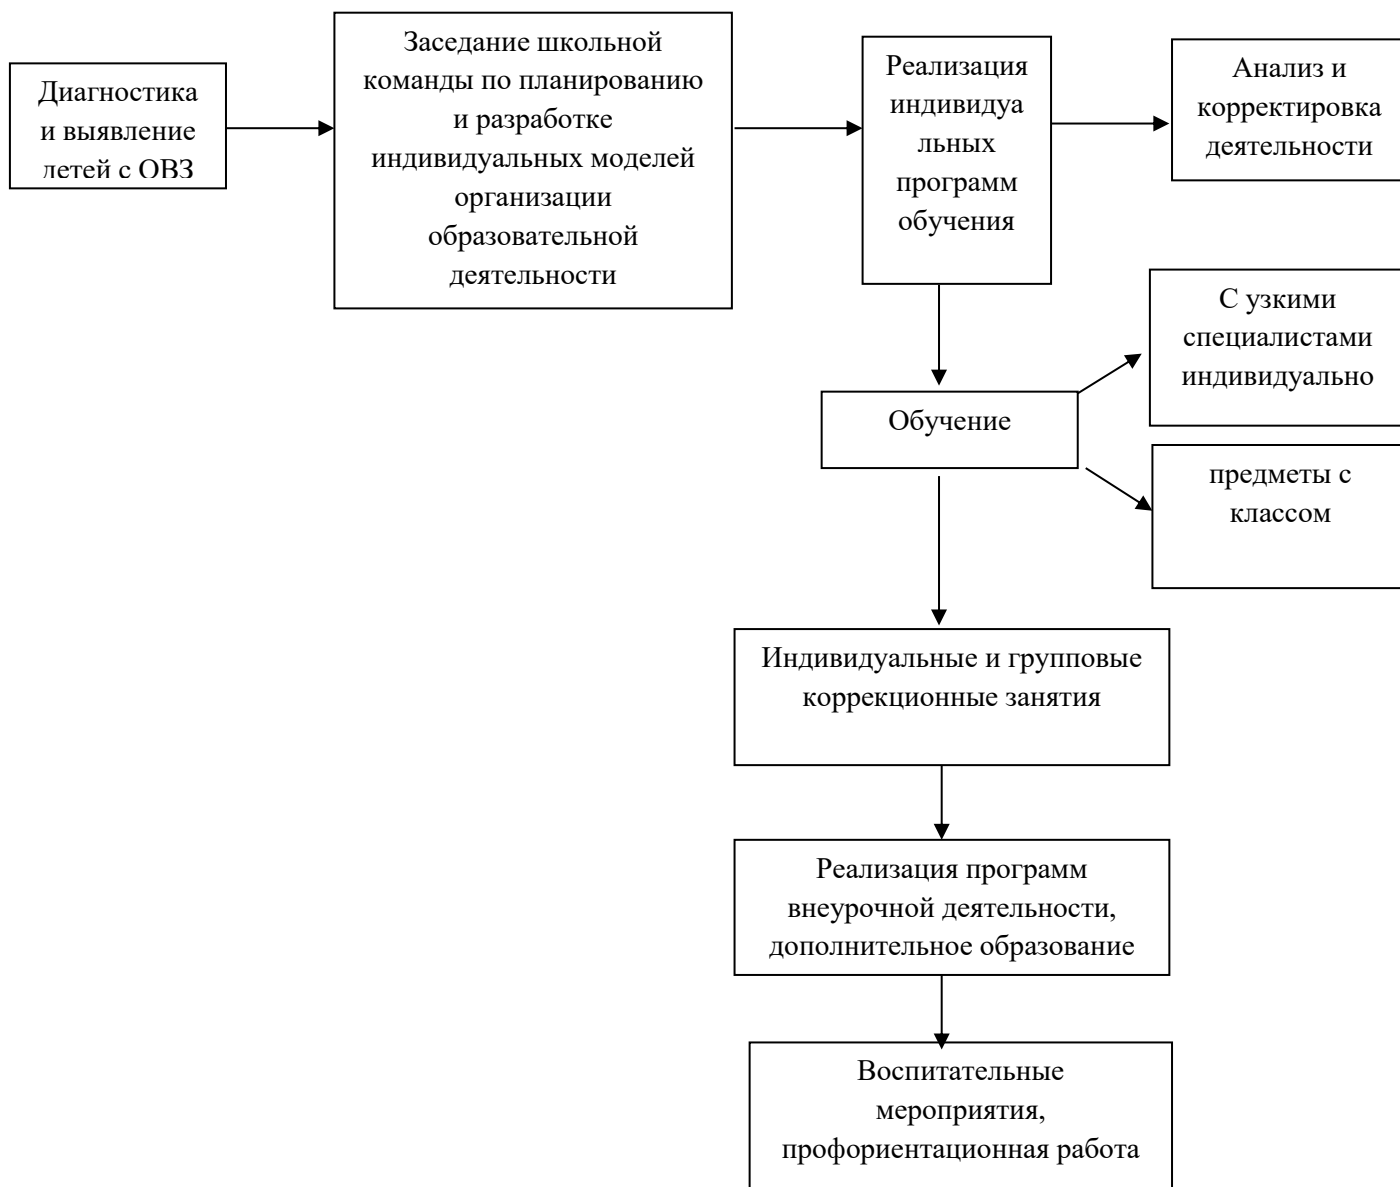 Диагностика
и выявление
детей с ОВЗ
Заседание школьной
команды по планированию
и разработке
индивидуальных моделей
организации
образовательной
деятельности
Реализация
индивидуа
льных
программ
обучения
Анализ и
корректировка
деятельности
С узкими
специалистами
индивидуально
Обучение
предметы с
классом
Индивидуальные и групповые
коррекционные занятия
Реализация программ
внеурочной деятельности,
дополнительное образование
Воспитательные
мероприятия,
профориентационная работа